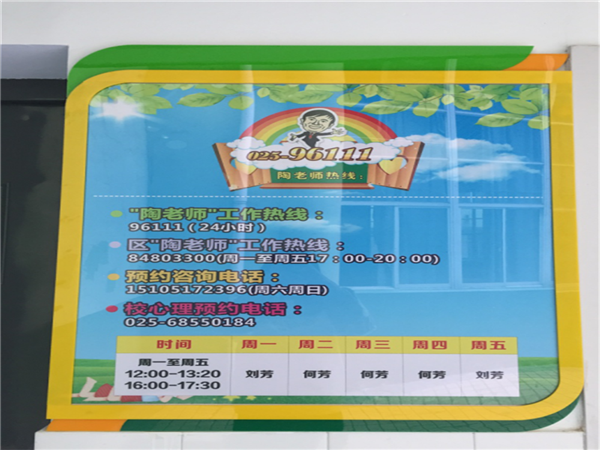 025-96111
陶老师热线：
"陶老师"工作热线：
96111（24小时）
区"陶老师"工作热线：
84803300(周一至周五17：00-20：00)
预约咨询电话：
15105172396(周六周日)
校心理预约电话：
025-68550184
时间 周一 周二 周三 周四 周五
周一至周五
12:00-13:20
16:00-17:30
刘芳 何芳 何芳 何芳 刘芳